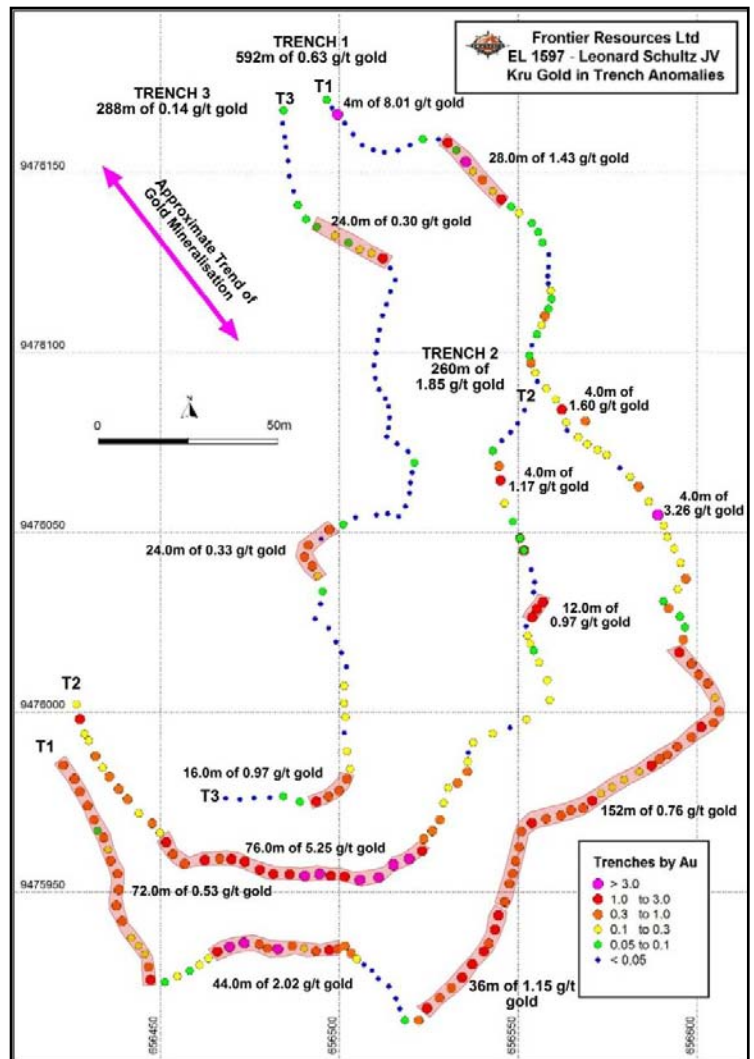 Frontier Resources Ltd
EL 1597 - Leonard Schultz JV
Kru Gold in Trench Anomalies
TRENCH 1
592m of 0.63 g/t gold
TRENCH 3
288m of 0.14 g/t gold
T3
T1
4m of 8.01 g/t gold
28.0m of 1.43 g/t gold
9476150
Approximate Trend of
Gold Mineralisation
24.0m of 0.30 g/t gold
9476100
TRENCH 2
260m of
1.85 g/t gold
T2
4.0m of
1.60 g/t gold
0
50m
4.0m of
1.17 g/t gold
4.0m of
3.26 g/t gold
9476050
24.0m of 0.33 g/t gold
12.0m of
0.97 g/t gold
T2
9476000
T1
16.0m of 0.97 g/t gold
T3
152m of 0.76 g/t gold
76.0m of 5.25 g/t gold
9475950
72.0m of 0.53 g/t gold
44.0m of 2.02 g/t gold
36m of 1.15 g/t
gold
Trenches by Au
> 3.0
1.0 to 3.0
0.3 to 1.0
0.1 to 0.3
0.05 to 0.1
< 0.05
656450
656500
656550
656600